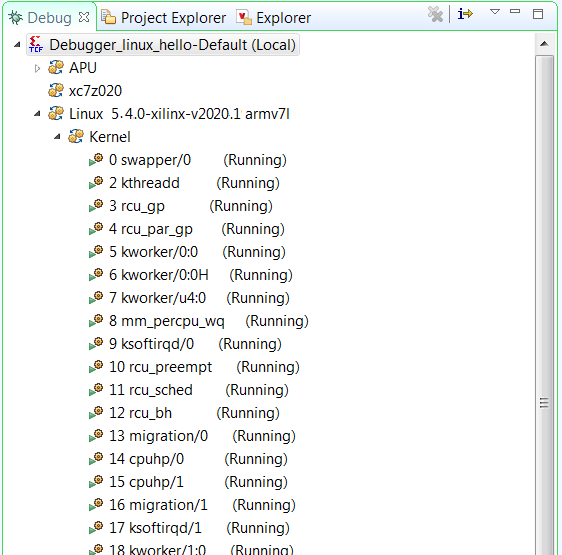 Debug Project Explorer Explorer
TCF Debugger_linux_hello-Default (Local)
APU
xc7z020
Linux 5.4.0-xilinx-v2020.1 armv7l
Kernel
0 swapper/0 (Running)
2 kthreadd (Running)
3 rcu_gp (Running)
4 rcu_par_gp (Running)
5 kworker/0:0 (Running)
6 kworker/0:0H (Running)
7 kworker/u4:0 (Running)
8 mm_percpu_wq (Running)
9 ksoftirqd/0 (Running)
10 rcu_preempt (Running)
11 rcu_sched (Running)
12 rcu_bh (Running)
13 migration/0 (Running)
14 cpuhp/0 (Running)
15 cpuhp/1 (Running)
16 migration/1 (Running)
17 ksoftirqd/1 (Running)
18 kworker/1:0 (Running)